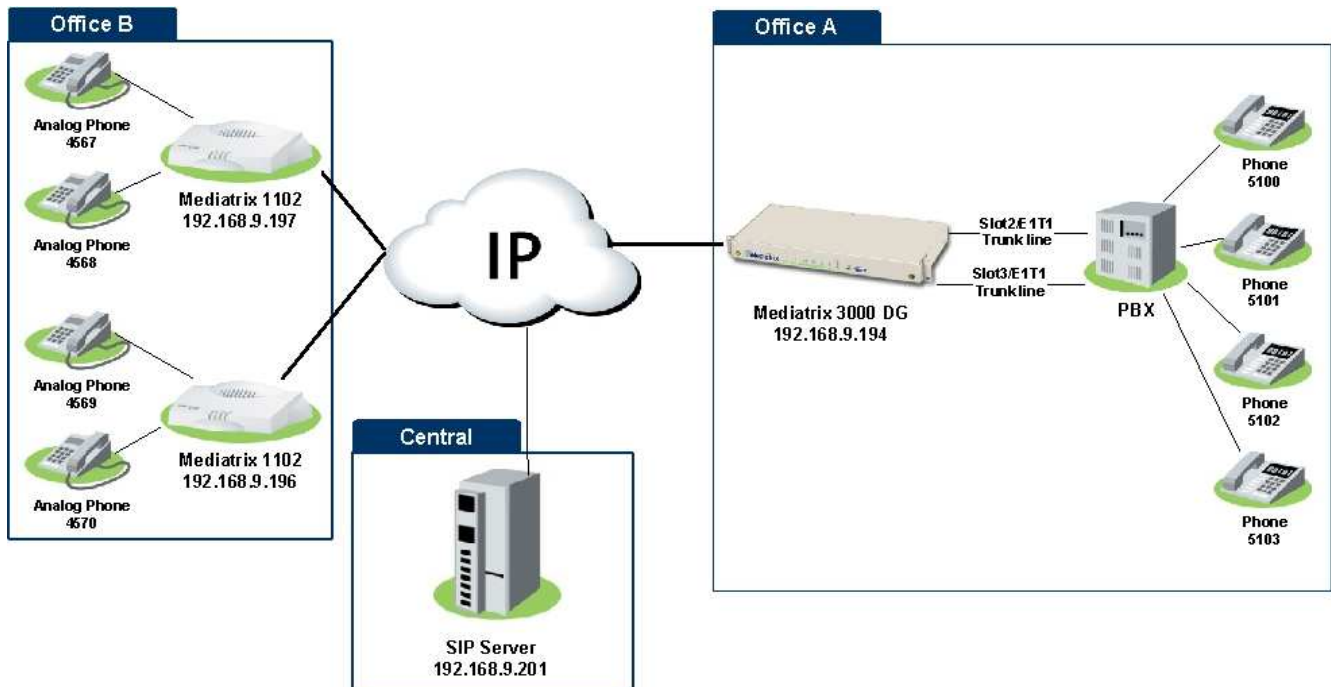 Office B
Analog Phone
4567
Analog Phone
4568
Mediatrix 1102
192.168.9.197
Analog Phone
4569
Analog Phone
4570
Mediatrix 1102
192.168.9.196
IP
Central
SIP Server
192.168.9.201
Office A
Mediatrix 3000 DG
192.168.9.194
Slot2/E1T1
Trunk line
Slot3/E1T1
Trunk line
PBX
Phone
5100
Phone
5101
Phone
5102
Phone
5103